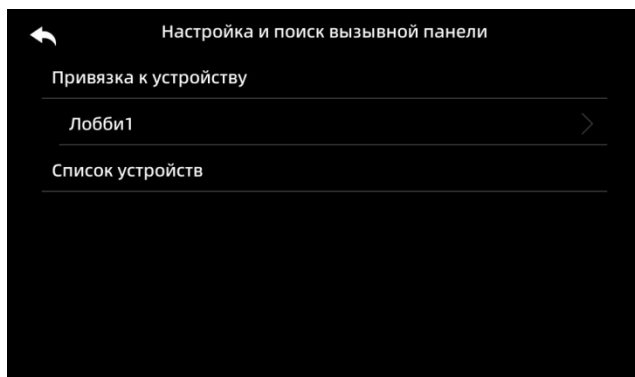 Настройка и поиск вызывной панели
Привязка к устройству
Лобби1
Список устройств